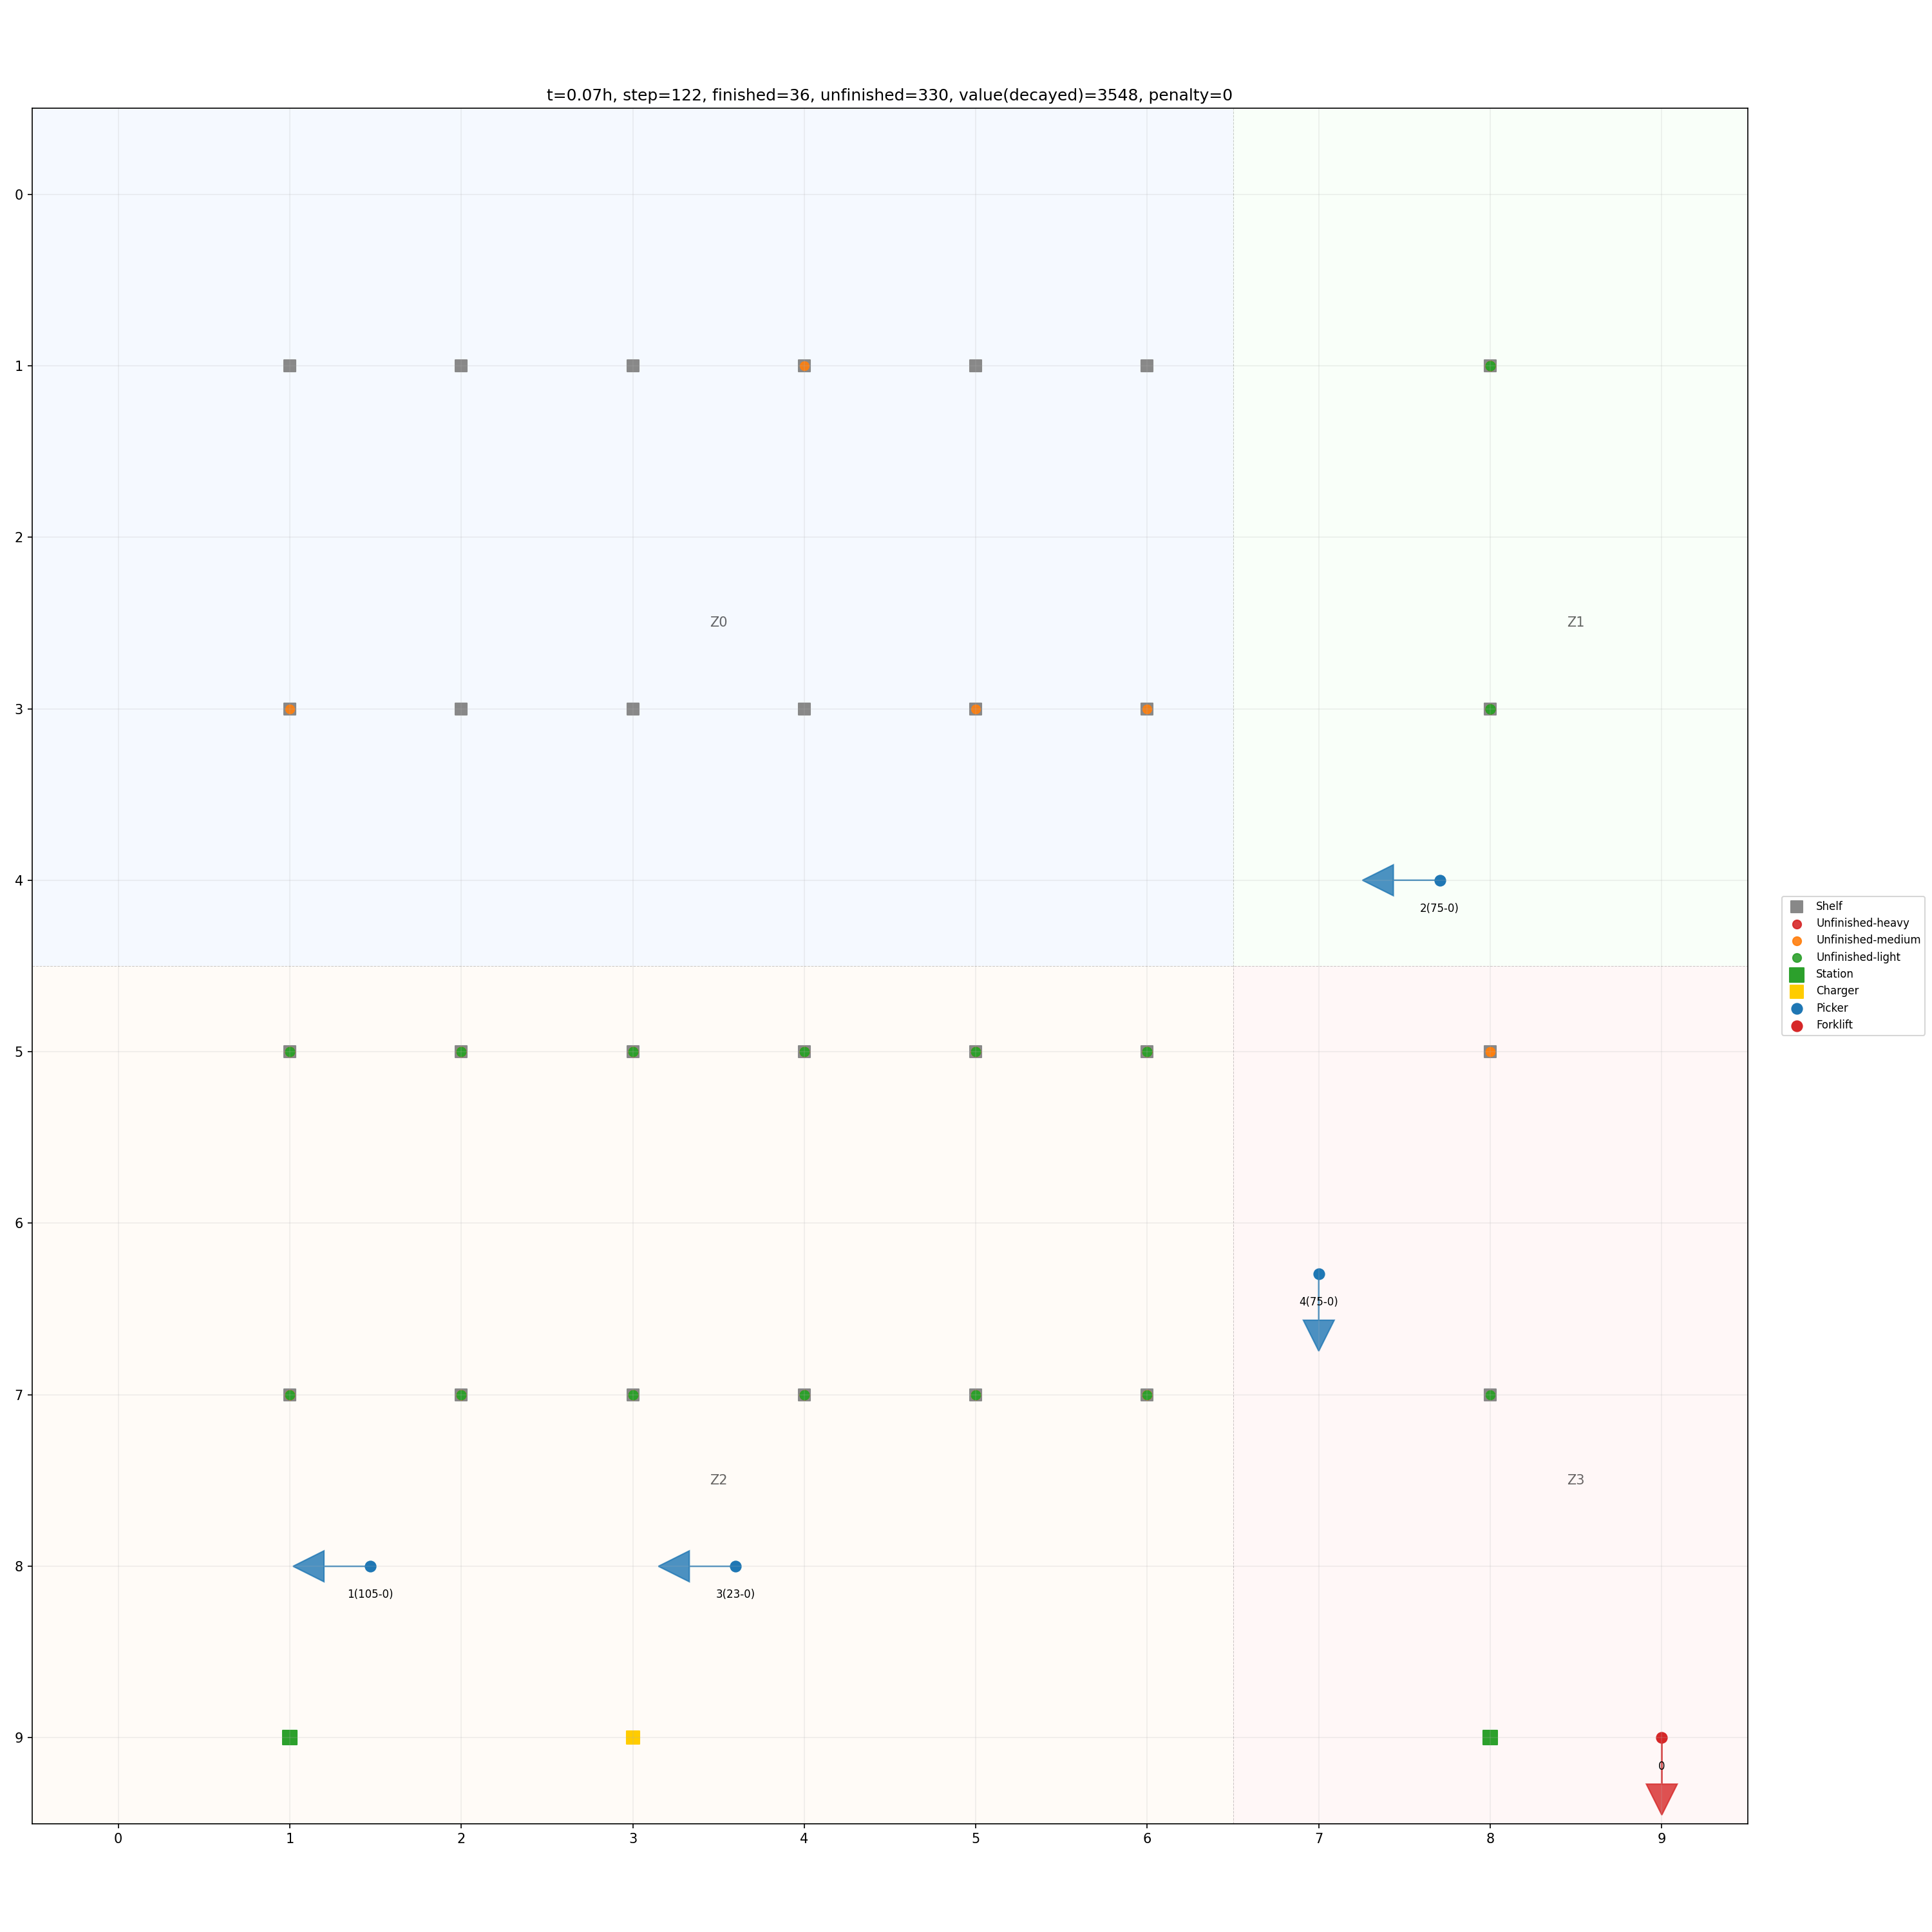 t=0.07h, step=122, finished=36, unfinished=330, value(decayed)=3548, penalty=0
0
1
2
Z0
Z1
3
4
2(75-0)
Shelf
Unfinished-heavy
Unfinished-medium
Unfinished-light
Station
Charger
Picker
Forklift
5
6
4(75-0)
7
Z2
Z3
8
1(105-0)
3(23-0)
9
0
0 1 2 3 4 5 6 7 8 9